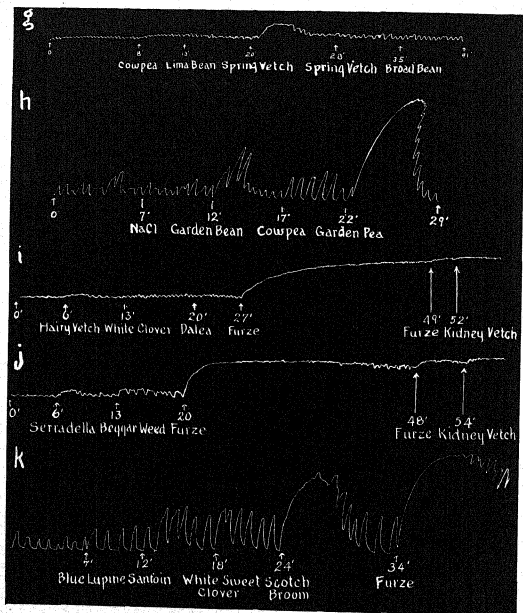 g
0 8' 13' 20' 28' 35' 41
Cowpea Lima Bean Spring Vetch Spring Vetch Broad Bean
h
0 7' 12' 17' 22' 29'
NaCl Garden Bean Cowpea Garden Pea
i
0' 6' 13' 20' 27' 49' 52'
Hairy Vetch White Clover Dalea Furze Furze Kidney Vetch
j
0' 6' 13 20 48' 54'
Serradella Beggar Weed Furze Furze Kidney Vetch
k
7' 12' 18' 24' 34'
Blue Lupine Sanfoin White Sweet Scotch Furze
Clover Broom